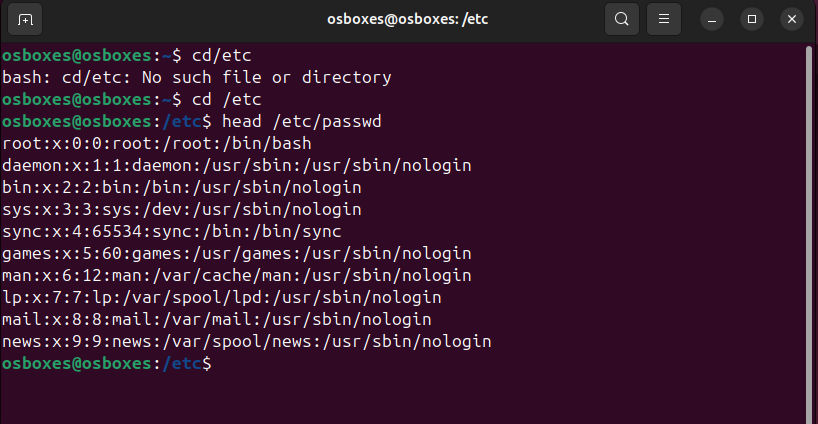 osboxes@osboxes: /etc
osboxes@osboxes:~$ cd/etc
bash: cd/etc: No such file or directory
osboxes@osboxes:~$ cd /etc
osboxes@osboxes:/etc$ head /etc/passwd
root:x:0:0:root:/root:/bin/bash
daemon:x:1:1:daemon:/usr/sbin:/usr/sbin/nologin
bin:x:2:2:bin:/bin:/usr/sbin/nologin
sys:x:3:3:sys:/dev:/usr/sbin/nologin
sync:x:4:65534:sync:/bin:/bin/sync
games:x:5:60:games:/usr/games:/usr/sbin/nologin
man:x:6:12:man:/var/cache/man:/usr/sbin/nologin
lp:x:7:7:lp:/var/spool/lpd:/usr/sbin/nologin
mail:x:8:8:mail:/var/mail:/usr/sbin/nologin
news:x:9:9:news:/var/spool/news:/usr/sbin/nologin
osboxes@osboxes:/etc$